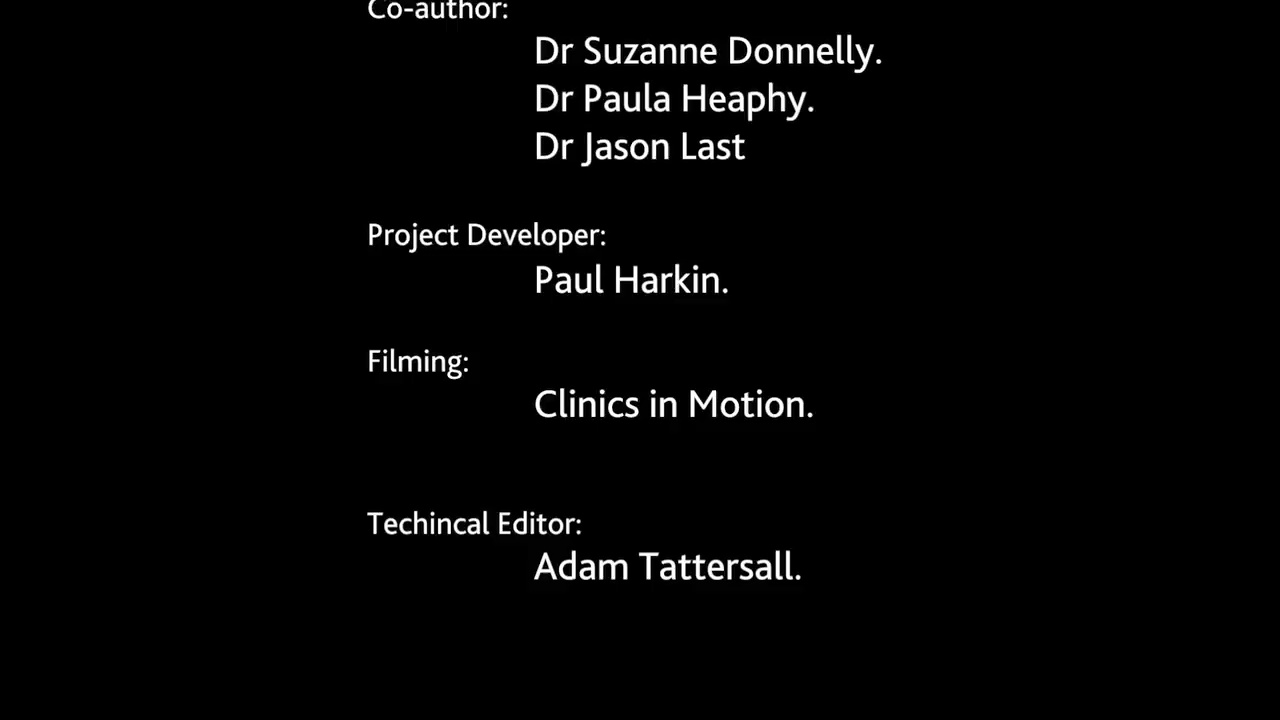 Co-author:
Dr Suzanne Donnelly.
Dr Paula Heaphy.
Dr Jason Last
Project Developer:
Paul Harkin.
Filming:
Clinics in Motion.
Techincal Editor:
Adam Tattersall.